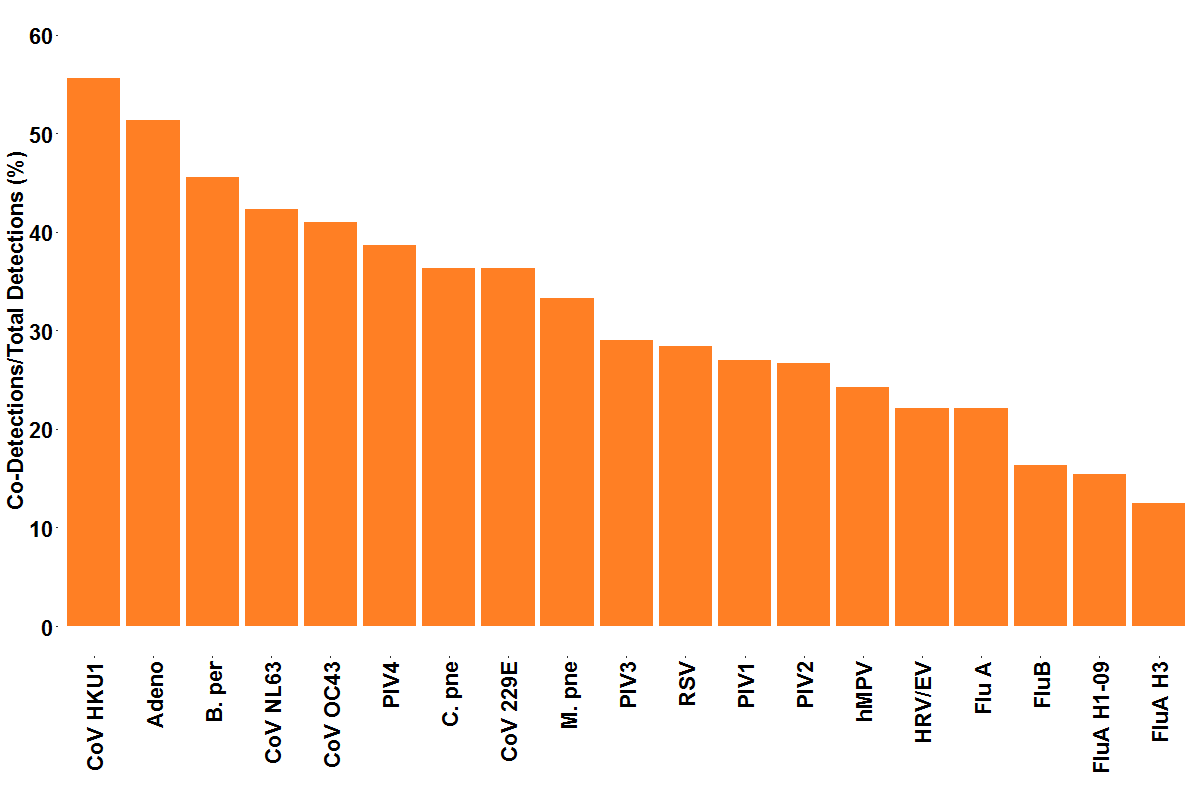 Co-Detections/Total Detections (%)
60
50
40
30
20
10
0
CoV HKU1
Adeno
B. per
CoV NL63
CoV OC43
PIV4
C. pne
CoV 229E
M. pne
PIV3
RSV
PIV1
PIV2
hMPV
HRV/EV
Flu A
FluB
FluA H1-09
FluA H3